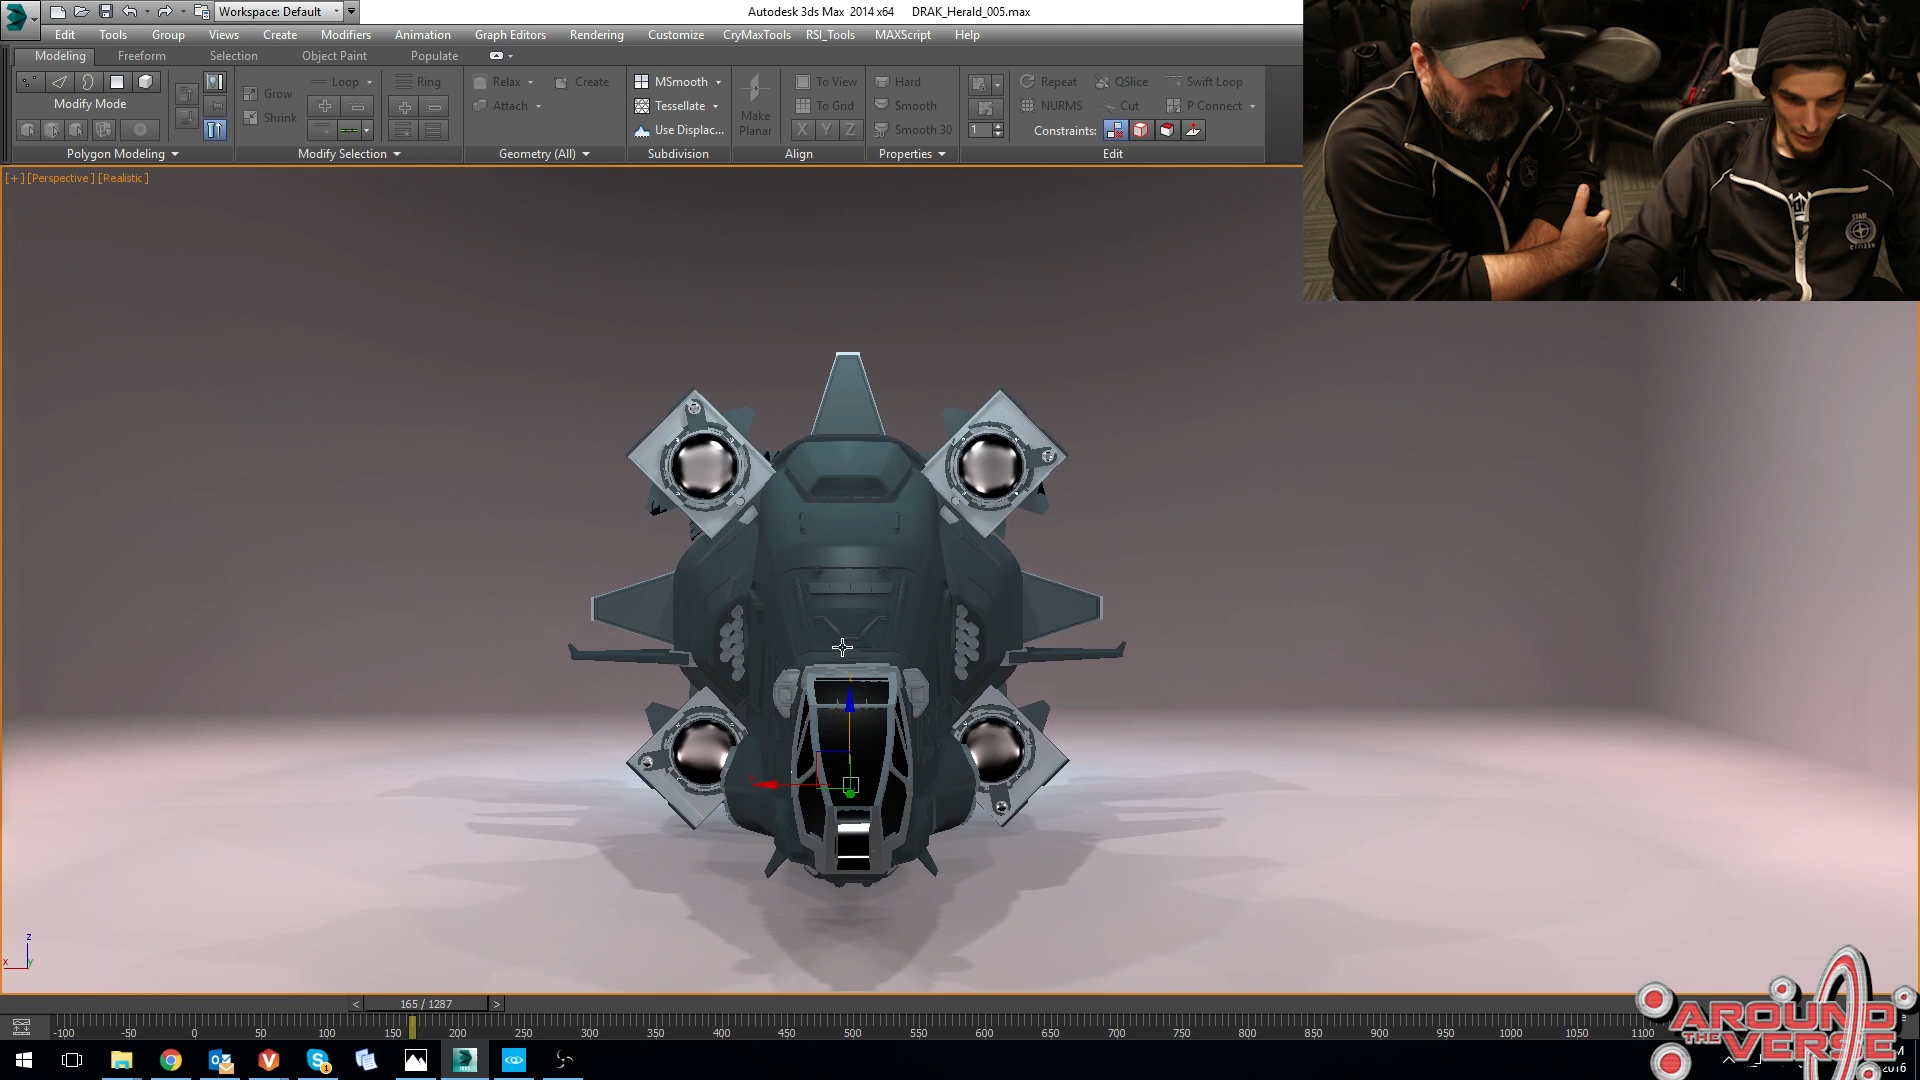 Workspace: Default
Autodesk 3ds Max 2014 x64 DRAK_Herald_005.max
Edit Tools Group Views Create Modifiers Animation Graph Editors Rendering Customize CryMaxTools RSI_Tools MAXScript Help
Modeling Freeform Selection Object Paint Populate
Loop Ring Relax Create MSmooth To View Hard Repeat QSlice Swift Loop
Grow
Modify Mode Attach Tessellate Make Planar To Grid Smooth NURMS Cut P Connect
Shrink
Use Displac... X Y Z Smooth 30 1 Constraints:
Polygon Modeling Modify Selection Geometry (All) Subdivision Align Properties Edit
[+] [Perspective] [Realistic]
STAR
CITIZEN
z
x y
< 165 / 1287 >
-100 -50 0 50 100 150 200 250 300 350 400 450 500 550 600 650 700 750 800 850 900 950 1000 1050 1100
AROUND
THE VERSE